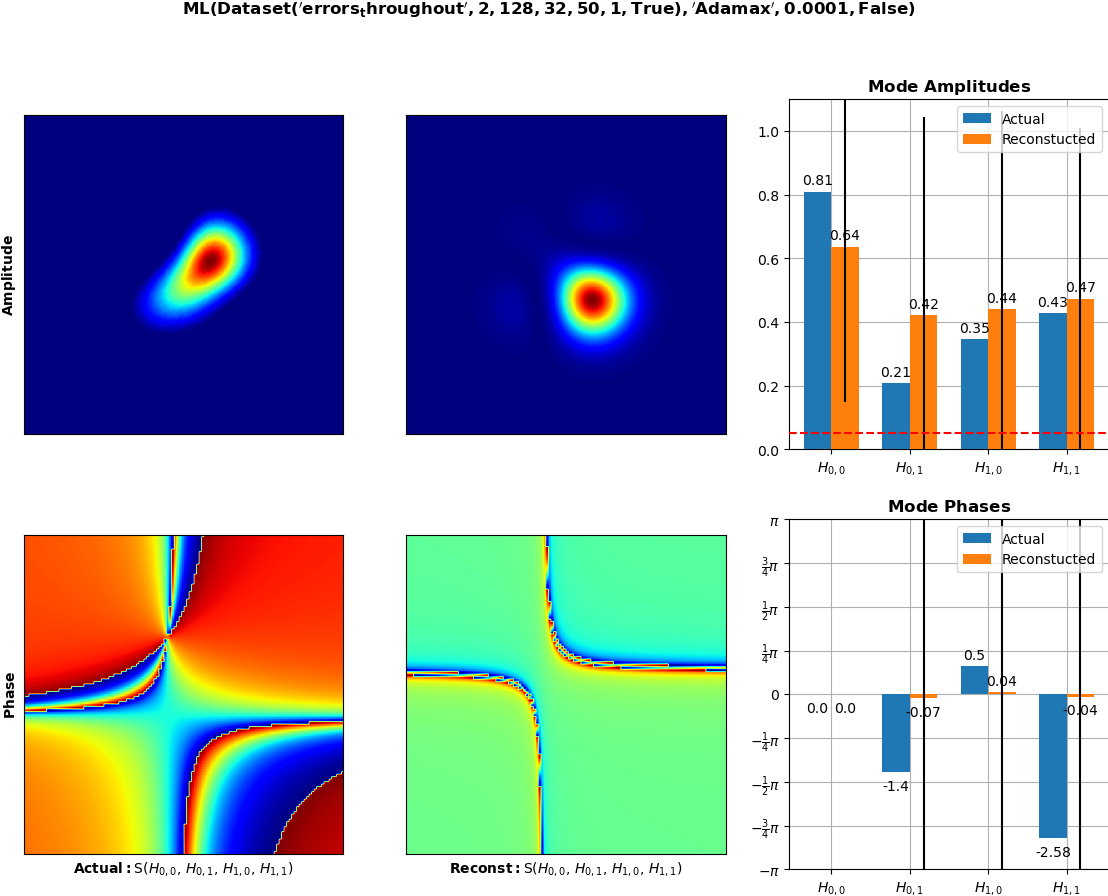 ML(Dataset('errors_throughout', 2, 128, 32, 50, 1, True), 'Adamax', 0.0001, False)
Mode Amplitudes
Amplitude
1.0
0.8
0.6
0.4
0.2
0.0
Actual
Reconstucted
0.81
0.64
0.21
0.42
0.35
0.44
0.43
0.47
H0,0
H0,1
H1,0
H1,1
Mode Phases
Phase
π
3/4π
1/2π
1/4π
0
−1/4π
−1/2π
−3/4π
−π
Actual
Reconstucted
0.0
0.0
-1.4
-0.07
0.5
0.04
-2.58
-0.04
H0,0
H0,1
H1,0
H1,1
Actual: S(H0,0, H0,1, H1,0, H1,1)
Reconst: S(H0,0, H0,1, H1,0, H1,1)